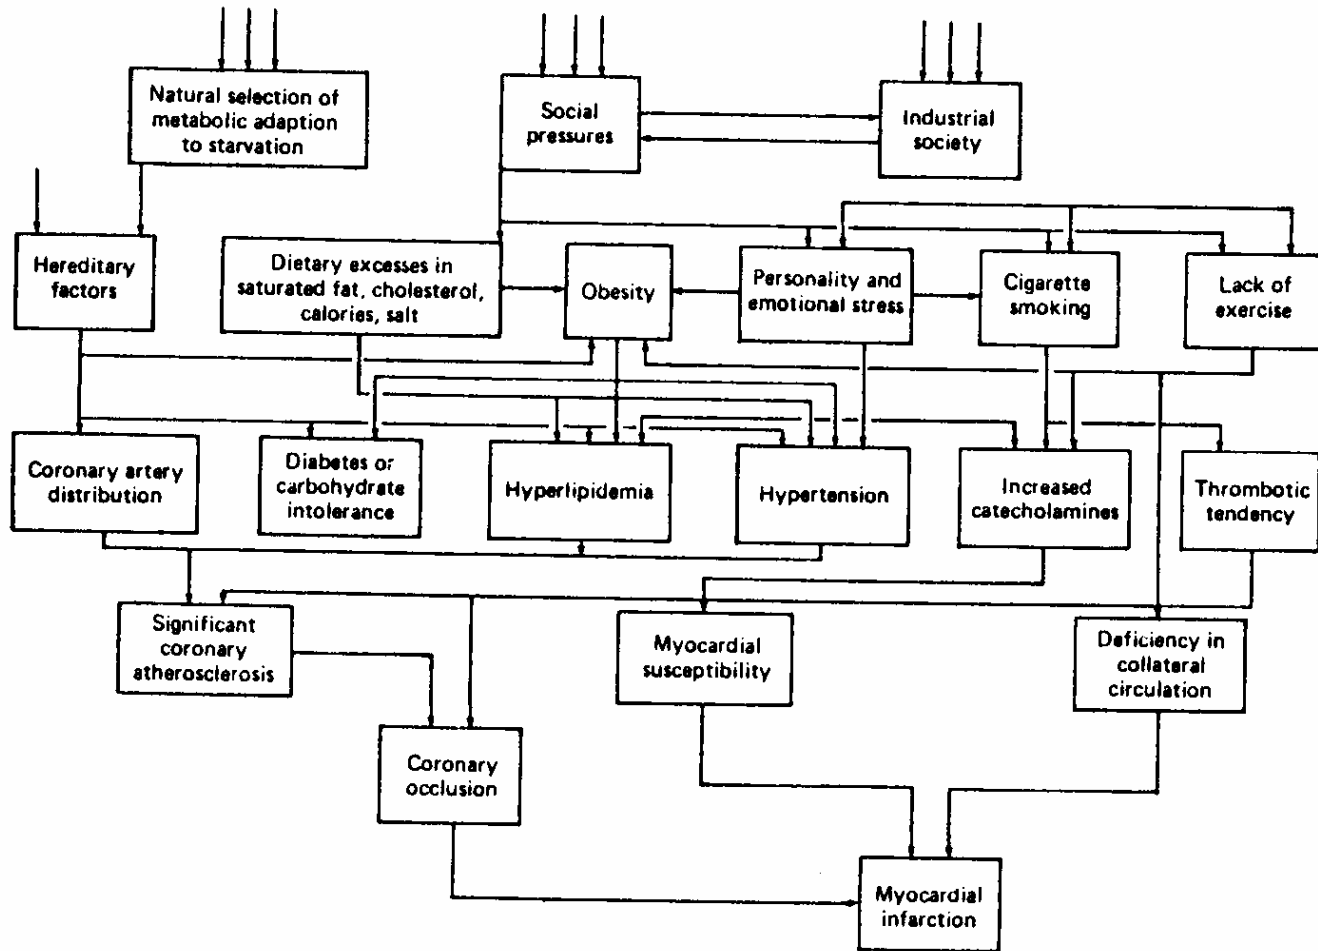 Natural selection of
metabolic adaption
to starvation
Social
pressures
Industrial
society
Hereditary
factors
Dietary excesses in
saturated fat, cholesterol,
calories, salt
Obesity
Personality and
emotional stress
Cigarette
smoking
Lack of
exercise
Coronary artery
distribution
Diabetes or
carbohydrate
intolerance
Hyperlipidemia
Hypertension
Increased
catecholamines
Thrombotic
tendency
Significant
coronary
atherosclerosis
Myocardial
susceptibility
Deficiency in
collateral
circulation
Coronary
occlusion
Myocardial
infarction